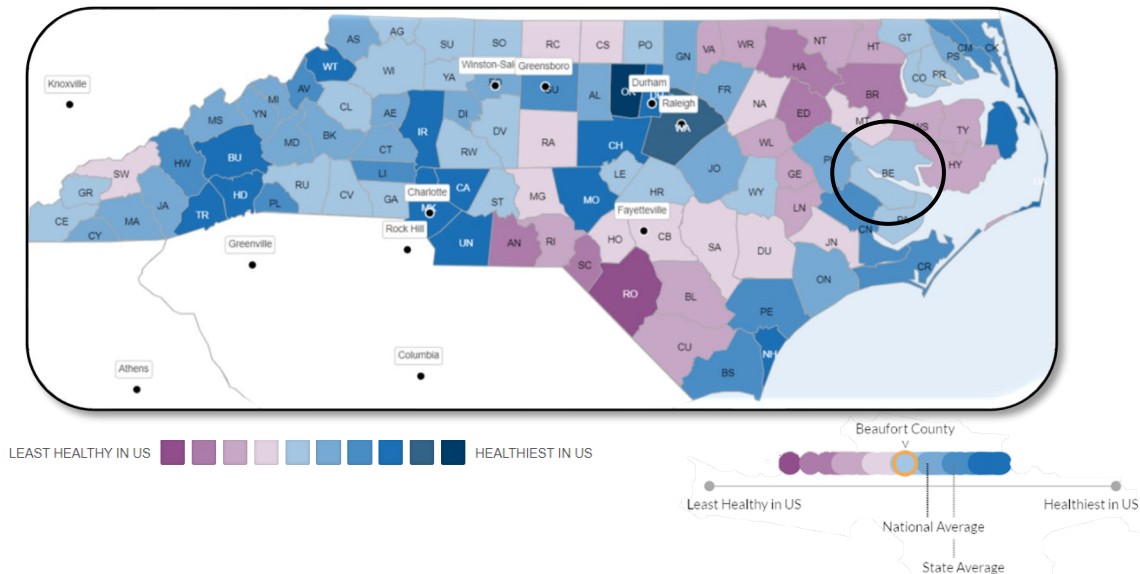 AS
AG
SU
SO
RC
CS
PO
GN
VA
WR
NT
HT
GT
CM
CK
PS
PR
CO
WT
Knoxville
WI
YA
Winston-Sal
Greensboro
HA
AV
Durham
MI
CL
GU
AL
OR
FR
BR
MS
YN
AE
DI
Raleigh
NA
ED
MT
WS
TY
BU
MD
BK
IR
DV
WA
HW
CT
RW
RA
CH
WL
HY
SW
LI
LE
JO
GE
BE
GR
HD
RU
CV
GA
Charlotte
CA
ST
MG
MO
HR
WY
JA
TR
PL
LN
CE
MA
CY
Rock Hill
Fayetteville
CN
Greenville
UN
AN
RI
HO
CB
SA
DU
JN
SC
CR
ON
RO
BL
PE
CU
NH
Columbia
Athens
BS
LEAST HEALTHY IN US
HEALTHIEST IN US
Beaufort County
Least Healthy in US
Healthiest in US
National Average
State Average